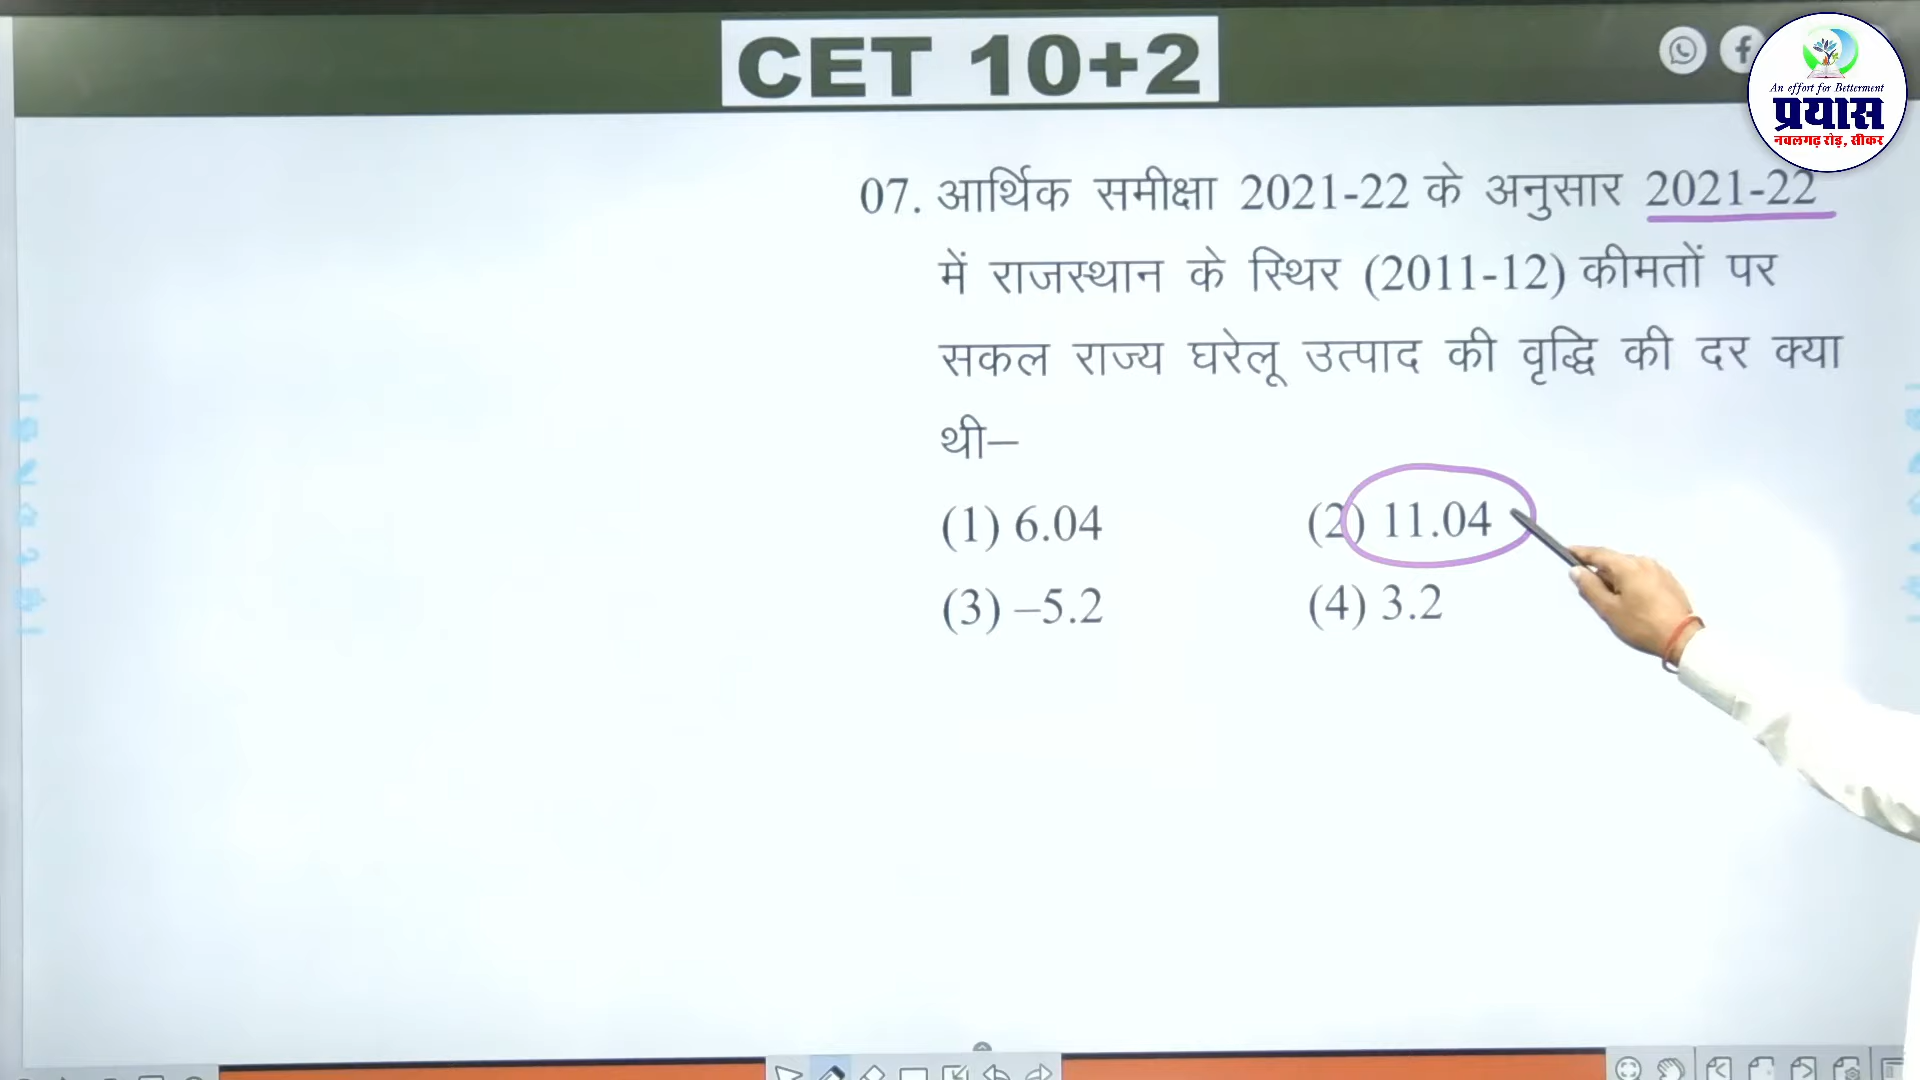 CET 10+2
An effort for Betterment
प्रयास
नवलगढ़ रोड़, सीकर
07. आर्थिक समीक्षा 2021-22 के अनुसार 2021-22
में राजस्थान के स्थिर (2011-12) कीमतों पर
सकल राज्य घरेलू उत्पाद की वृद्धि की दर क्या
थी–
(1) 6.04 (2) 11.04
(3) –5.2 (4) 3.2